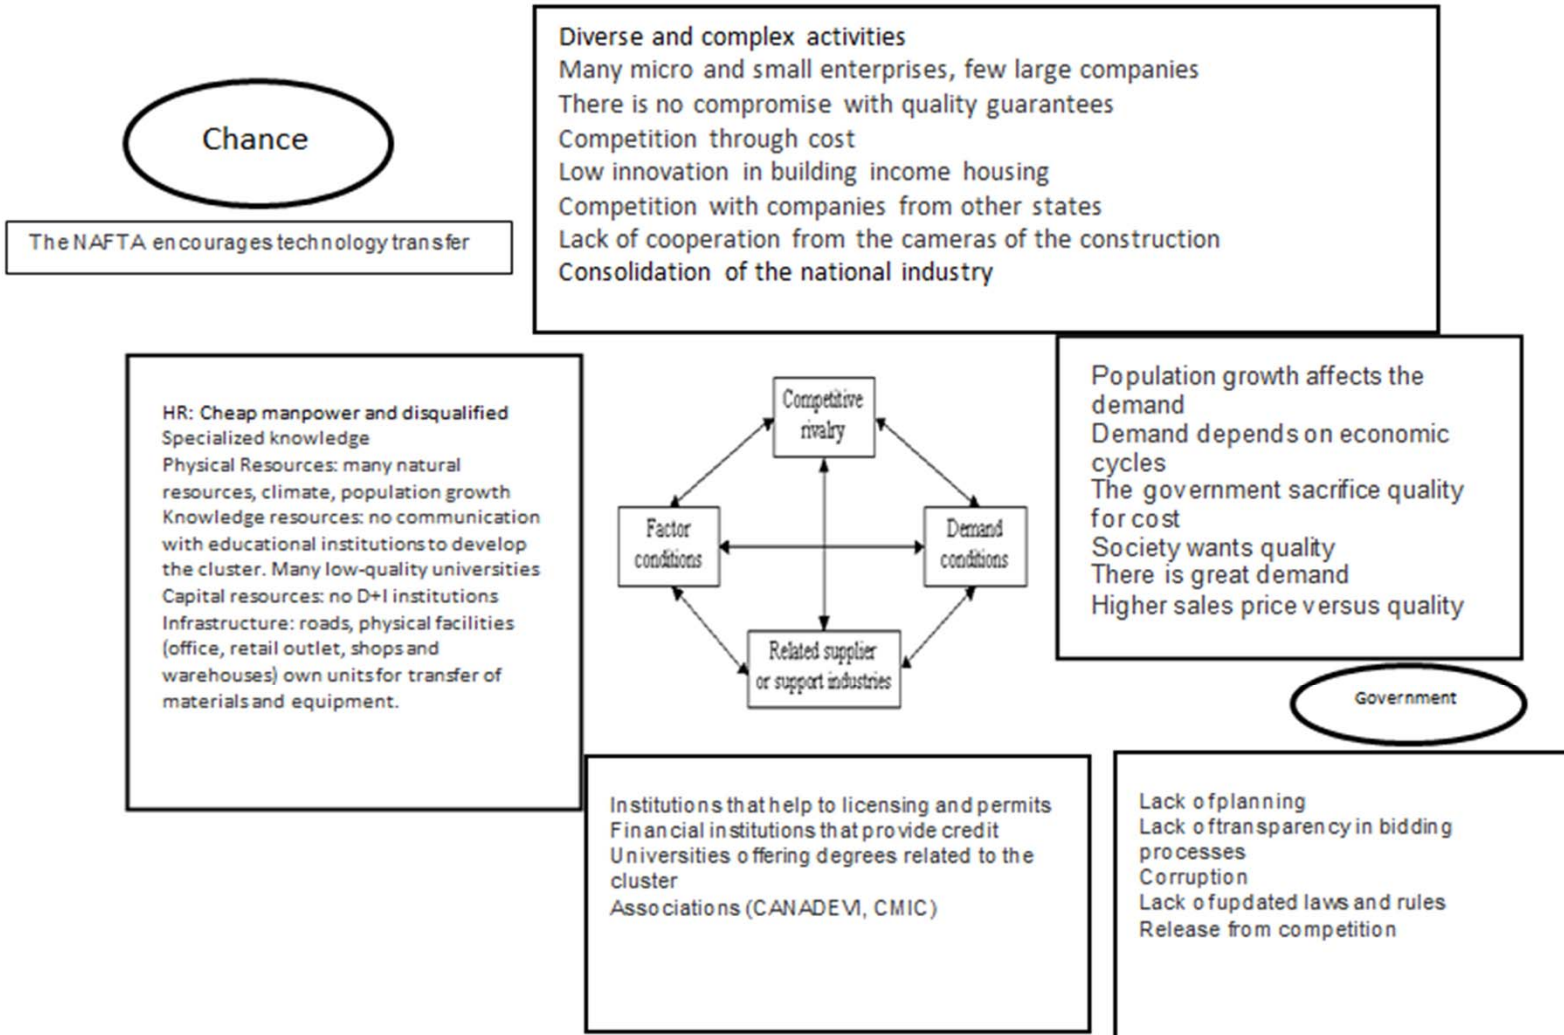 Diverse and complex activities
Many micro and small enterprises, few large companies
There is no compromise with quality guarantees
Competition through cost
Low innovation in building income housing
Competition with companies from other states
Lack of cooperation from the cameras of the construction
Consolidation of the national industry
Chance
The NAFTA encourages technology transfer
HR: Cheap manpower and disqualified
Specialized knowledge
Physical Resources: many natural
resources, climate, population growth
Knowledge resources: no communication
with educational institutions to develop
the cluster. Many low-quality universities
Capital resources: no D+I institutions
Infrastructure: roads, physical facilities
(office, retail outlet, shops and
warehouses) own units for transfer of
materials and equipment.
Competitive
rivalry
Factor
conditions
Demand
conditions
Related supplier
or support industries
Population growth affects the
demand
Demand depends on economic
cycles
The government sacrifice quality
for cost
Society wants quality
There is great demand
Higher sales price versus quality
Government
Institutions that help to licensing and permits
Financial institutions that provide credit
Universities offering degrees related to the
cluster
Associations (CANADEVI, CMIC)
Lack of planning
Lack of transparency in bidding
processes
Corruption
Lack of updated laws and rules
Release from competition